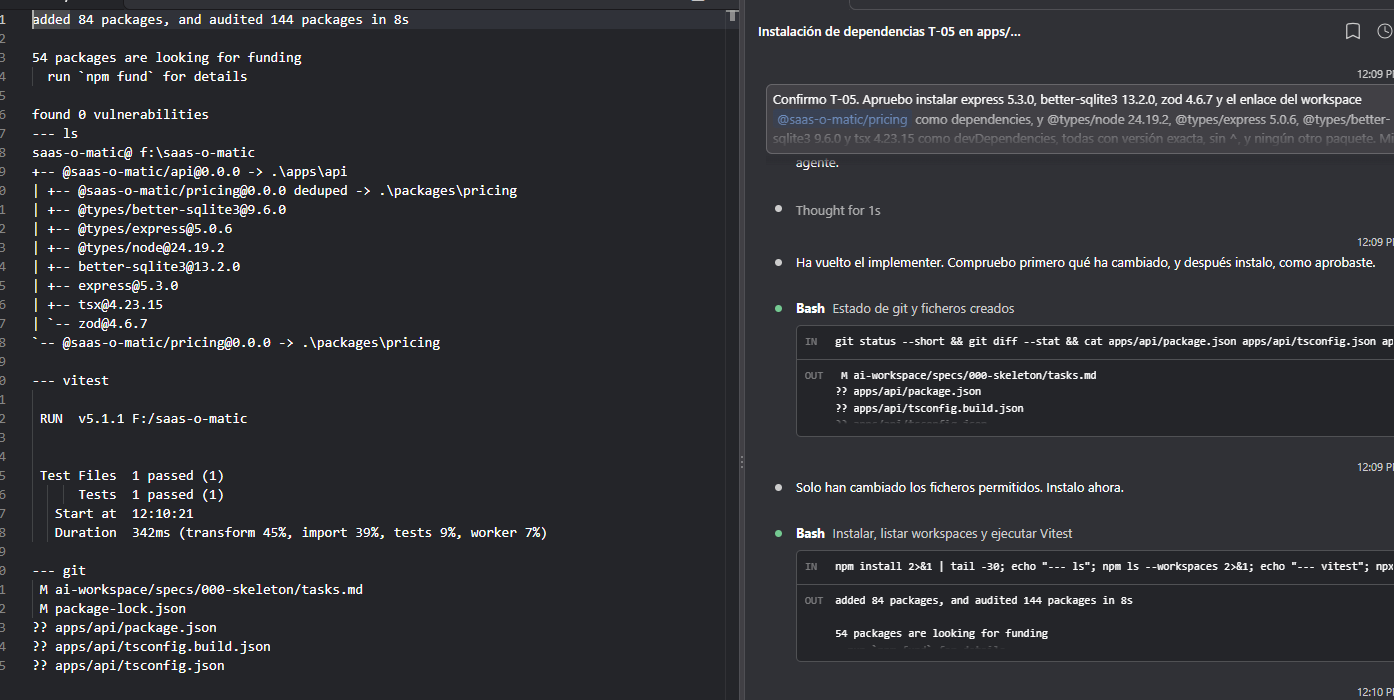 added 84 packages, and audited 144 packages in 8s
54 packages are looking for funding
run `npm fund` for details
found 0 vulnerabilities
--- ls
saas-o-matic@ f:\saas-o-matic
+-- @saas-o-matic/api@0.0.0 -> .\apps\api
| +-- @saas-o-matic/pricing@0.0.0 deduped -> .\packages\pricing
| +-- @types/better-sqlite3@9.6.0
| +-- @types/express@5.0.6
| +-- @types/node@24.19.2
| +-- better-sqlite3@13.2.0
| +-- express@5.3.0
| +-- tsx@4.23.15
| `-- zod@4.6.7
`-- @saas-o-matic/pricing@0.0.0 -> .\packages\pricing
--- vitest
RUN  v5.1.1 F:/saas-o-matic
Test Files  1 passed (1)
Tests  1 passed (1)
Start at  12:10:21
Duration  342ms (transform 45%, import 39%, tests 9%, worker 7%)
--- git
M ai-workspace/specs/000-skeleton/tasks.md
M package-lock.json
?? apps/api/package.json
?? apps/api/tsconfig.build.json
?? apps/api/tsconfig.json
Instalación de dependencias T-05 en apps/...
12:09 P
Confirmo T-05. Apruebo instalar express 5.3.0, better-sqlite3 13.2.0, zod 4.6.7 y el enlace del workspace
@saas-o-matic/pricing como dependencies, y @types/node 24.19.2, @types/express 5.0.6, @types/better-
sqlite3 9.6.0 y tsx 4.23.15 como devDependencies, todas con versión exacta, sin ^, y ningún otro paquete. Mi
agente.
Thought for 1s
12:09 P
Ha vuelto el implementer. Compruebo primero qué ha cambiado, y después instalo, como aprobaste.
Bash Estado de git y ficheros creados
IN git status --short && git diff --stat && cat apps/api/package.json apps/api/tsconfig.json ap
OUT M ai-workspace/specs/000-skeleton/tasks.md
?? apps/api/package.json
?? apps/api/tsconfig.build.json
12:09 P
Solo han cambiado los ficheros permitidos. Instalo ahora.
Bash Instalar, listar workspaces y ejecutar Vitest
IN npm install 2>&1 | tail -30; echo "--- ls"; npm ls --workspaces 2>&1; echo "--- vitest"; npx
OUT added 84 packages, and audited 144 packages in 8s
54 packages are looking for funding
12:10 P